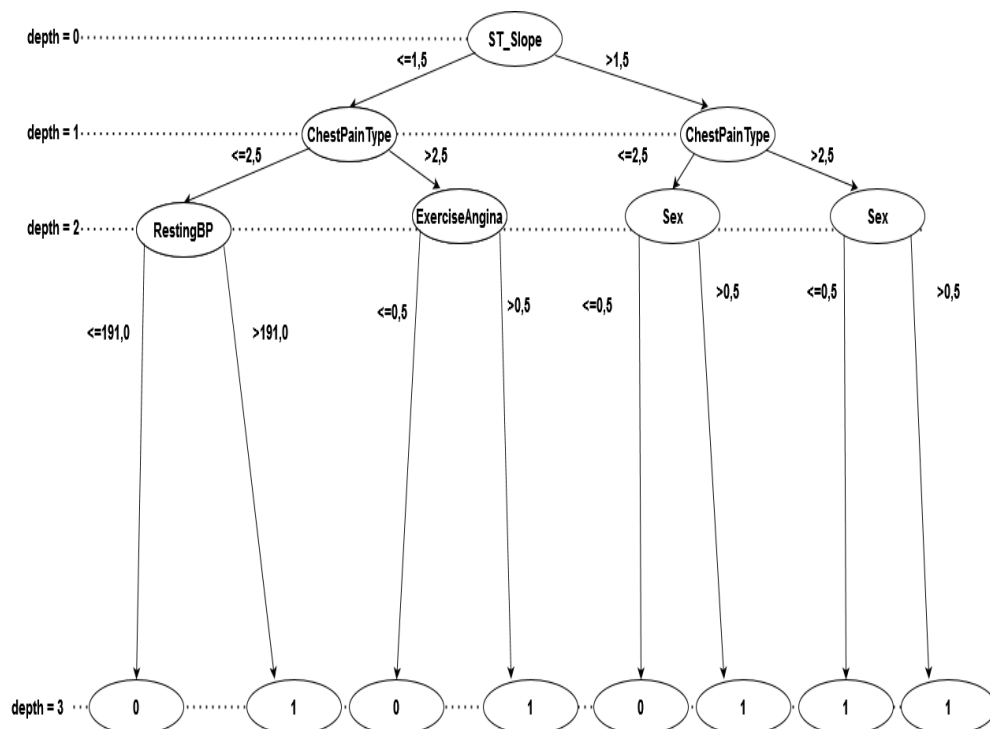 depth = 0
ST_Slope
<=1,5
>1,5
depth = 1
ChestPainType
ChestPainType
<=2,5
>2,5
<=2,5
>2,5
depth = 2
RestingBP
ExerciseAngina
Sex
Sex
<=191,0
>191,0
<=0,5
>0,5
<=0,5
>0,5
<=0,5
>0,5
depth = 3
0
1
0
1
0
1
1
1